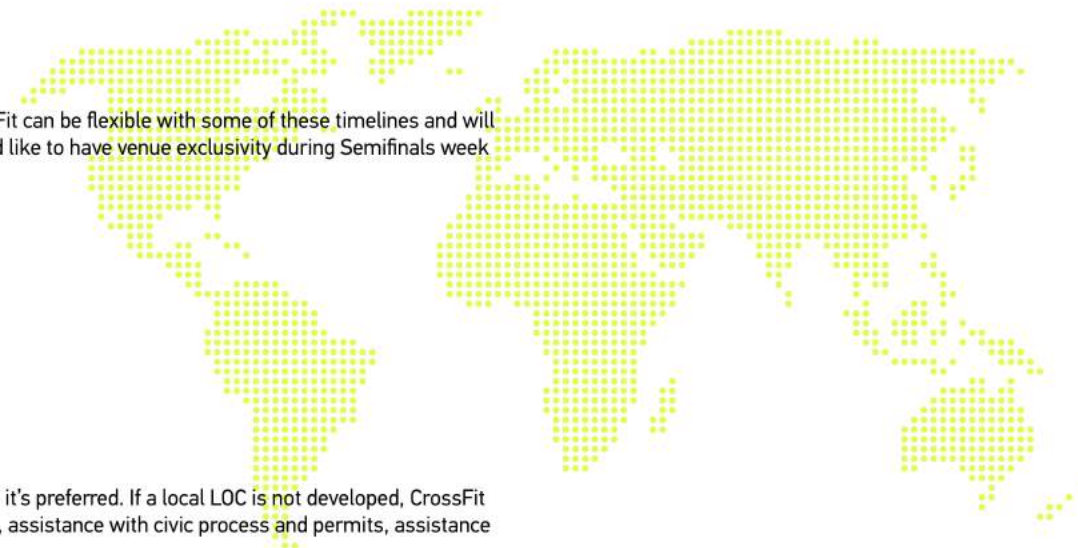 Fit can be flexible with some of these timelines and will
like to have venue exclusivity during Semifinals week
it's preferred. If a local LOC is not developed, CrossFit
, assistance with civic process and permits, assistance